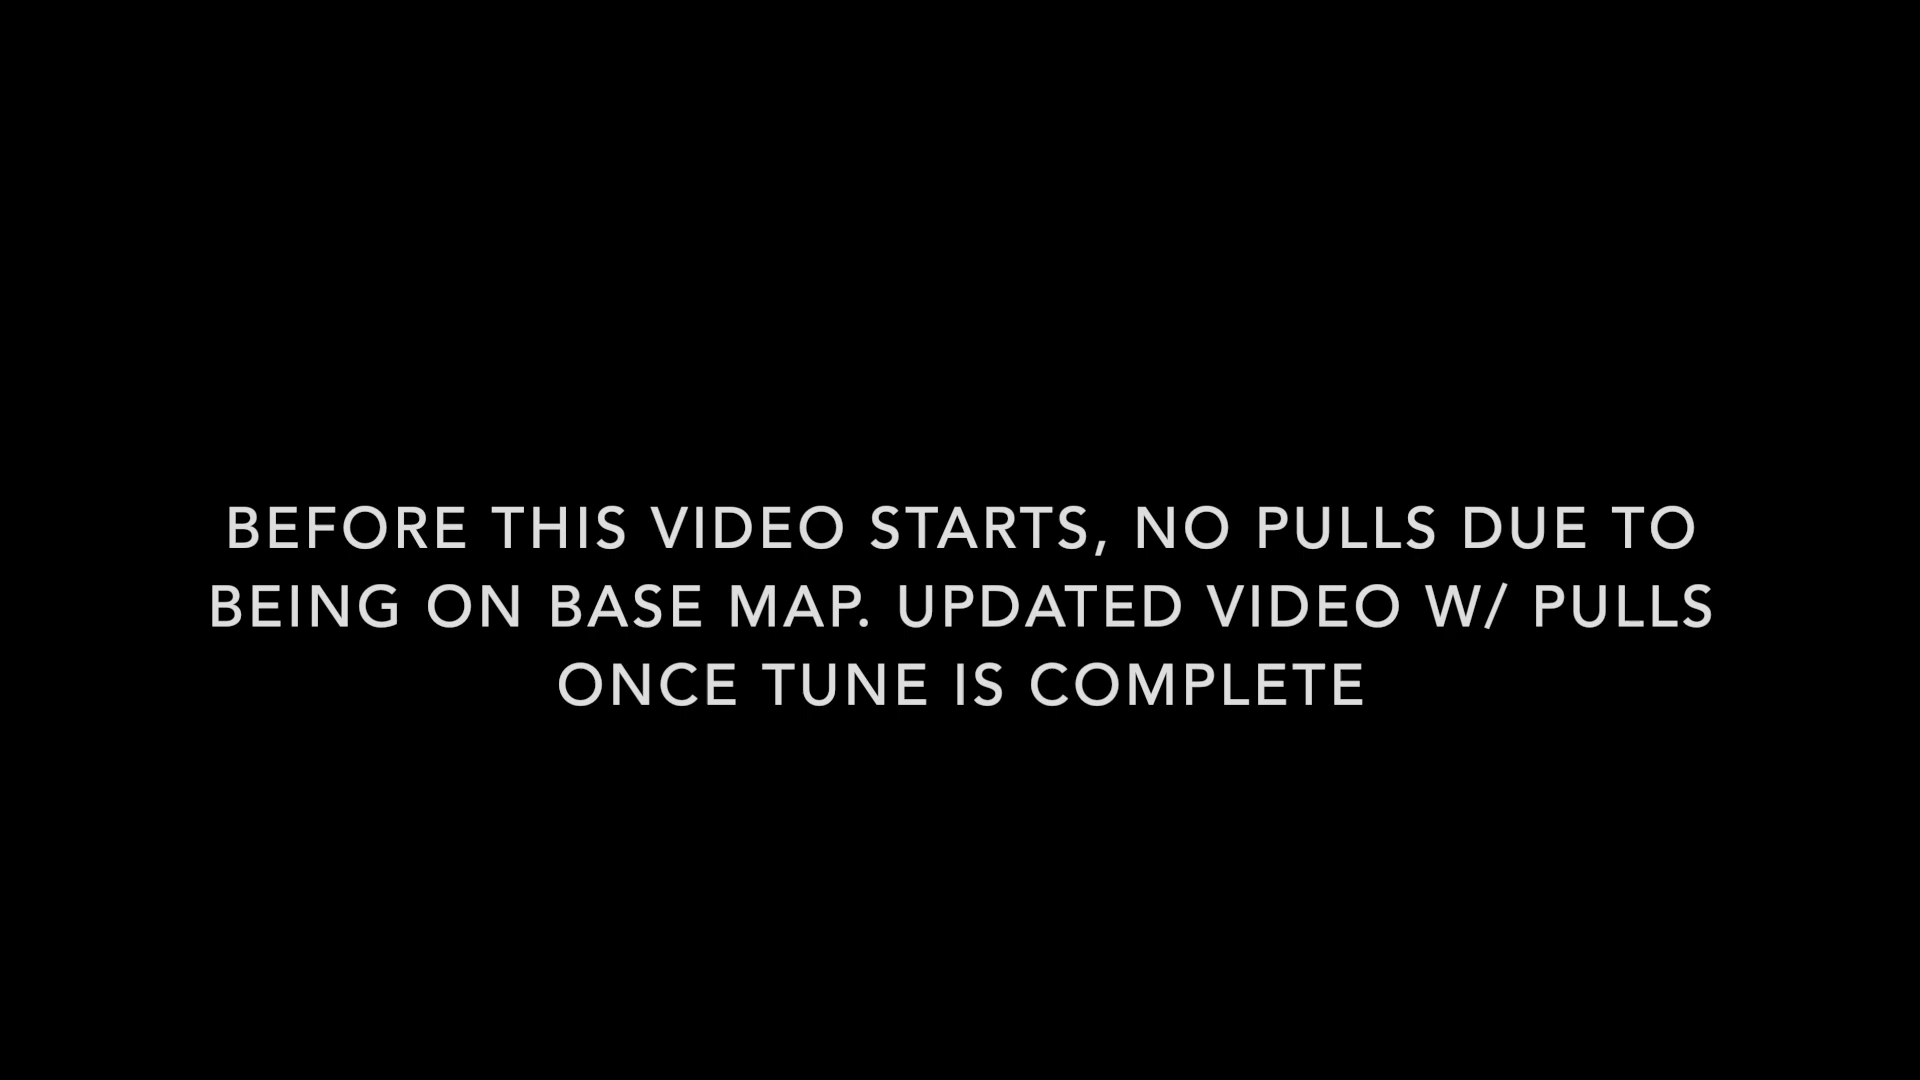 BEFORE THIS VIDEO STARTS, NO PULLS DUE TO
BEING ON BASE MAP. UPDATED VIDEO W/ PULLS
ONCE TUNE IS COMPLETE